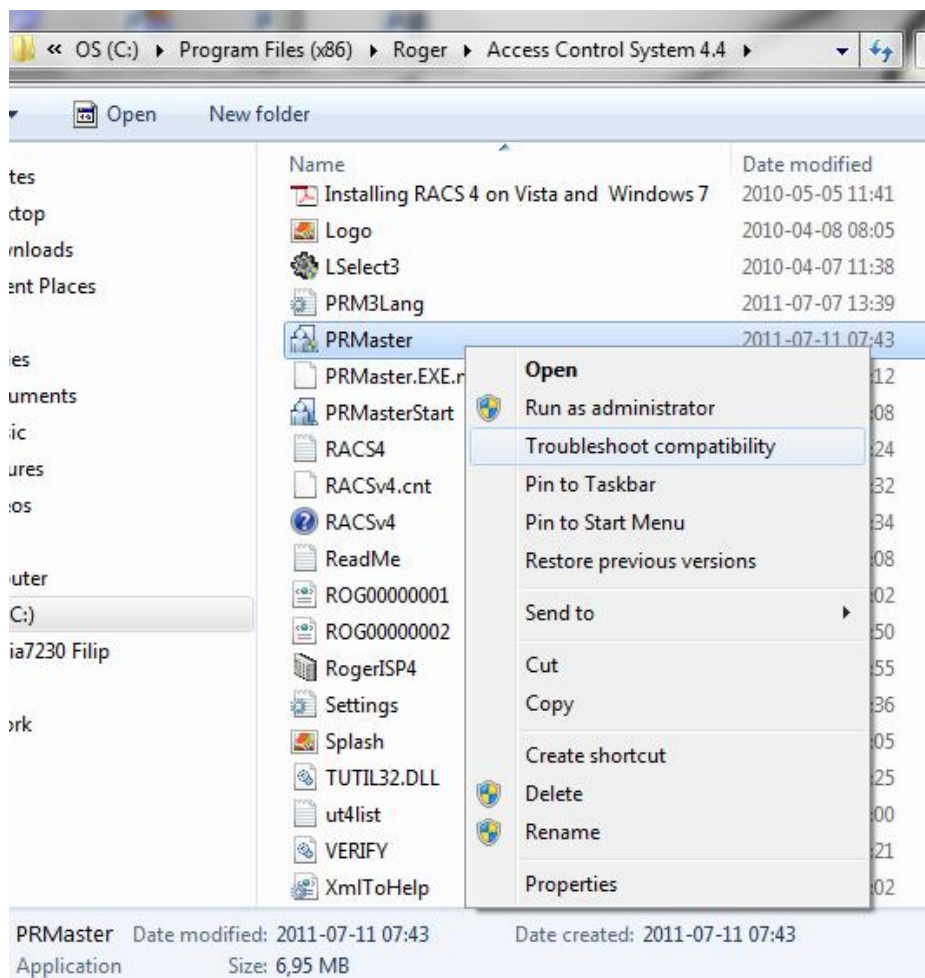 « OS (C:) ▸ Program Files (x86) ▸ Roger ▸ Access Control System 4.4 ▸
Open New folder
Name Date modified
Installing RACS 4 on Vista and Windows 7 2010-05-05 11:41
Logo 2010-04-08 08:05
LSelect3 2010-04-07 11:38
PRM3Lang 2011-07-07 13:39
PRMaster 2011-07-11 07:43
PRMaster.EXE.r :12
PRMasterStart :08
RACS4 :24
RACSv4.cnt :32
RACSv4 :34
ReadMe :08
ROG00000001 :02
ROG00000002 :50
RogerISP4 :55
Settings :36
Splash :05
TUTIL32.DLL :25
ut4list :00
VERIFY :21
XmlToHelp :02
tes
ktop
wnloads
ent Places
ies
uments
sic
ures
eos
uter
C:)
ia7230 Filip
ork
Open
Run as administrator
Troubleshoot compatibility
Pin to Taskbar
Pin to Start Menu
Restore previous versions
Send to
Cut
Copy
Create shortcut
Delete
Rename
Properties
PRMaster Date modified: 2011-07-11 07:43 Date created: 2011-07-11 07:43
Application Size: 6,95 MB